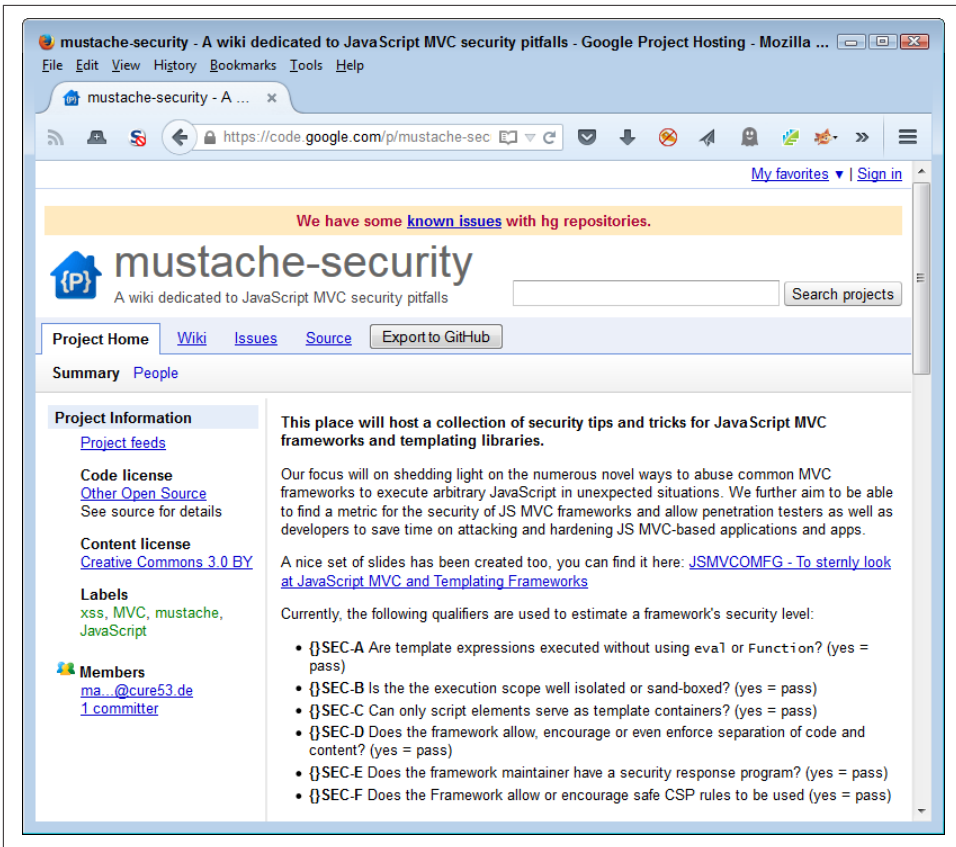 mustache-security - A wiki dedicated to JavaScript MVC security pitfalls - Google Project Hosting - Mozilla ...
File Edit View History Bookmarks Tools Help
mustache-security - A ...
https://code.google.com/p/mustache-sec
My favorites ▼ | Sign in
We have some known issues with hg repositories.
{P}
mustache-security
A wiki dedicated to JavaScript MVC security pitfalls
Search projects
Project Home Wiki Issues Source Export to GitHub
Summary People
Project Information
Project feeds
Code license
Other Open Source
See source for details
Content license
Creative Commons 3.0 BY
Labels
xss, MVC, mustache,
JavaScript
Members
ma...@cure53.de
1 committer
This place will host a collection of security tips and tricks for JavaScript MVC
frameworks and templating libraries.
Our focus will on shedding light on the numerous novel ways to abuse common MVC
frameworks to execute arbitrary JavaScript in unexpected situations. We further aim to be able
to find a metric for the security of JS MVC frameworks and allow penetration testers as well as
developers to save time on attacking and hardening JS MVC-based applications and apps.
A nice set of slides has been created too, you can find it here: JSMVCOMFG - To sternly look
at JavaScript MVC and Templating Frameworks
Currently, the following qualifiers are used to estimate a framework's security level:
• {}SEC-A Are template expressions executed without using eval or Function? (yes =
pass)
• {}SEC-B Is the the execution scope well isolated or sand-boxed? (yes = pass)
• {}SEC-C Can only script elements serve as template containers? (yes = pass)
• {}SEC-D Does the framework allow, encourage or even enforce separation of code and
content? (yes = pass)
• {}SEC-E Does the framework maintainer have a security response program? (yes = pass)
• {}SEC-F Does the Framework allow or encourage safe CSP rules to be used (yes = pass)